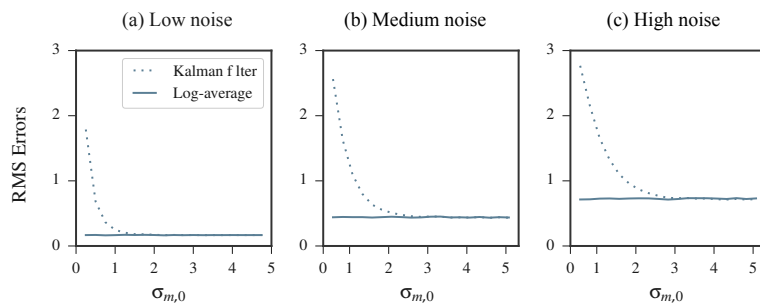 (a) Low noise
(b) Medium noise
(c) High noise
RMS Errors
3
2
1
0
Kalman f lter
Log-average
0 1 2 3 4 5
σm,0
3
2
1
0
0 1 2 3 4 5
σm,0
3
2
1
0
0 1 2 3 4 5
σm,0